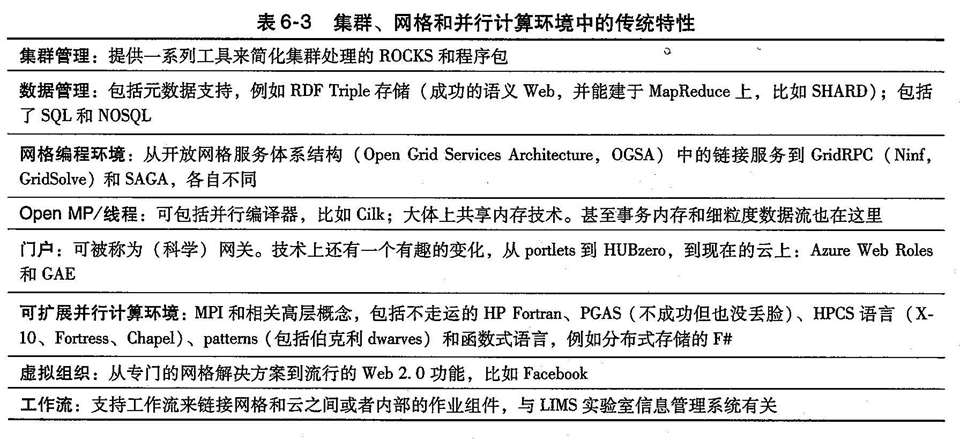 表 6-3 集群、网格和并行计算环境中的传统特性
集群管理：提供一系列工具来简化集群处理的 ROCKS 和程序包
数据管理：包括元数据支持，例如 RDF Triple 存储（成功的语义 Web，并能建于 MapReduce 上，比如 SHARD）；包括
了 SQL 和 NOSQL
网格编程环境：从开放网格服务体系结构（Open Grid Services Architecture，OGSA）中的链接服务到 GridRPC（Ninf，
GridSolve）和 SAGA，各自不同
Open MP/线程：可包括并行编译器，比如 Cilk；大体上共享内存技术。甚至事务内存和细粒度数据流也在这里
门户：可被称为（科学）网关。技术上还有一个有趣的变化，从 portlets 到 HUBzero，到现在的云上：Azure Web Roles
和 GAE
可扩展并行计算环境：MPI 和相关高层概念，包括不走运的 HP Fortran、PGAS（不成功但也没丢脸）、HPCS 语言（X-
10、Fortress、Chapel）、patterns（包括伯克利 dwarves）和函数式语言，例如分布式存储的 F#
虚拟组织：从专门的网格解决方案到流行的 Web 2.0 功能，比如 Facebook
工作流：支持工作流来链接网格和云之间或者内部的作业组件，与 LIMS 实验室信息管理系统有关